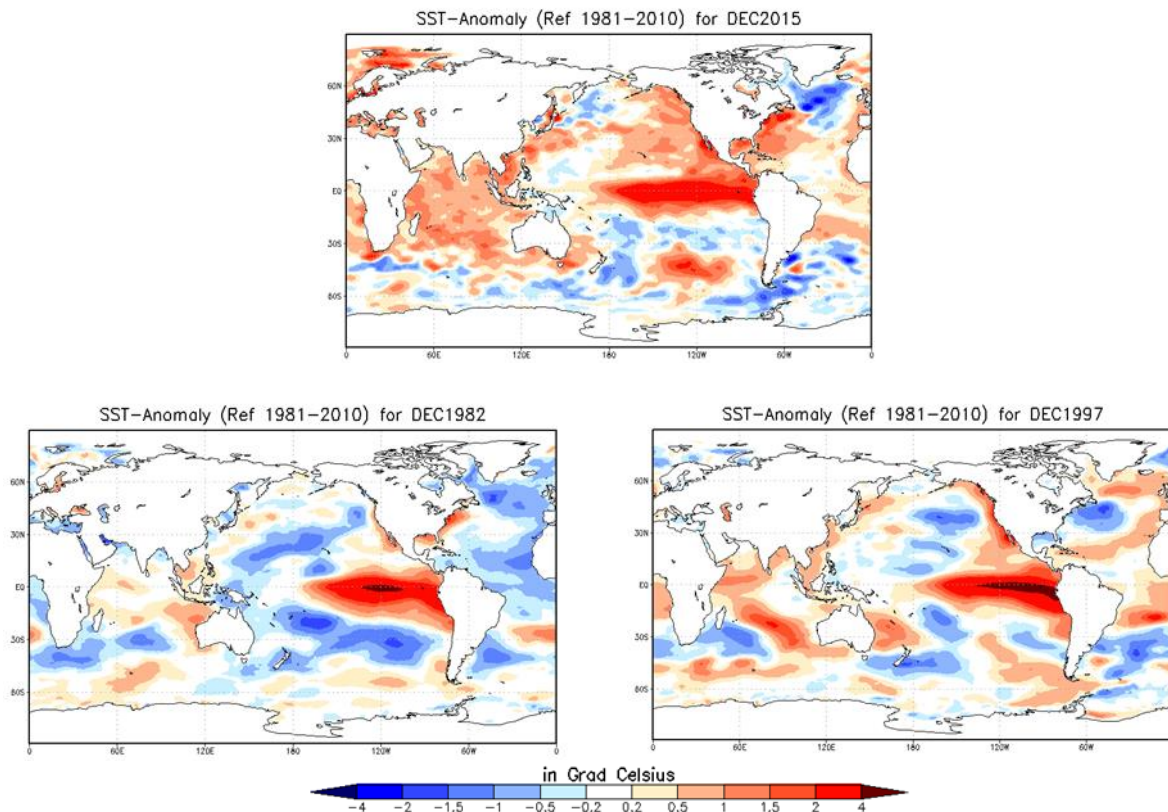 SST-Anomaly (Ref 1981-2010) for DEC2015
60N
30N
EQ
30S
60S
0 60E 120E 180 120W 60W 0
SST-Anomaly (Ref 1981-2010) for DEC1982
SST-Anomaly (Ref 1981-2010) for DEC1997
60N
30N
EQ
30S
60S
0 60E 120E 180 120W 60W 0
60N
30N
EQ
30S
60S
0 60E 120E 180 120W 60W
in Grad Celsius
-4 -2 -1.5 -1 -0.5 -0.2 0.2 0.5 1 1.5 2 4